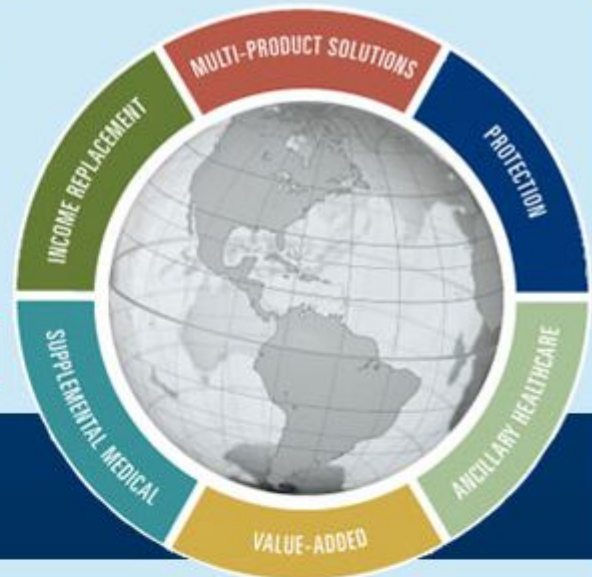 MULTI-PRODUCT SOLUTIONS
PROTECTION
ANCILLARY HEALTHCARE
VALUE-ADDED
SUPPLEMENTAL MEDICAL
INCOME REPLACEMENT